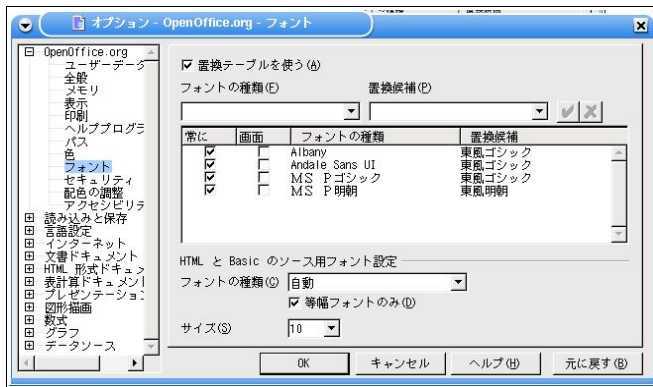 オプション - OpenOffice.org - フォント
OpenOffice.org
ユーザーデータ
全般
メモリ
表示
印刷
ヘルププログラ
パス
色
フォント
セキュリティ
配色の調整
アクセシビリテ
読み込みと保存
言語設定
インターネット
文書ドキュメント
HTML 形式ドキュメ
表計算ドキュメント
プレゼンテーション
図形描画
数式
グラフ
データソース
置換テーブルを使う(A)
フォントの種類(F) 置換候補(P)
常に 画面 フォントの種類 置換候補
Albany 東風ゴシック
Andale Sans UI 東風ゴシック
ＭＳ Ｐゴシック 東風ゴシック
ＭＳ Ｐ明朝 東風明朝
HTML と Basic のソース用フォント設定
フォントの種類(C) 自動
等幅フォントのみ(D)
サイズ(S) 10
OK キャンセル ヘルプ(H) 元に戻す(B)